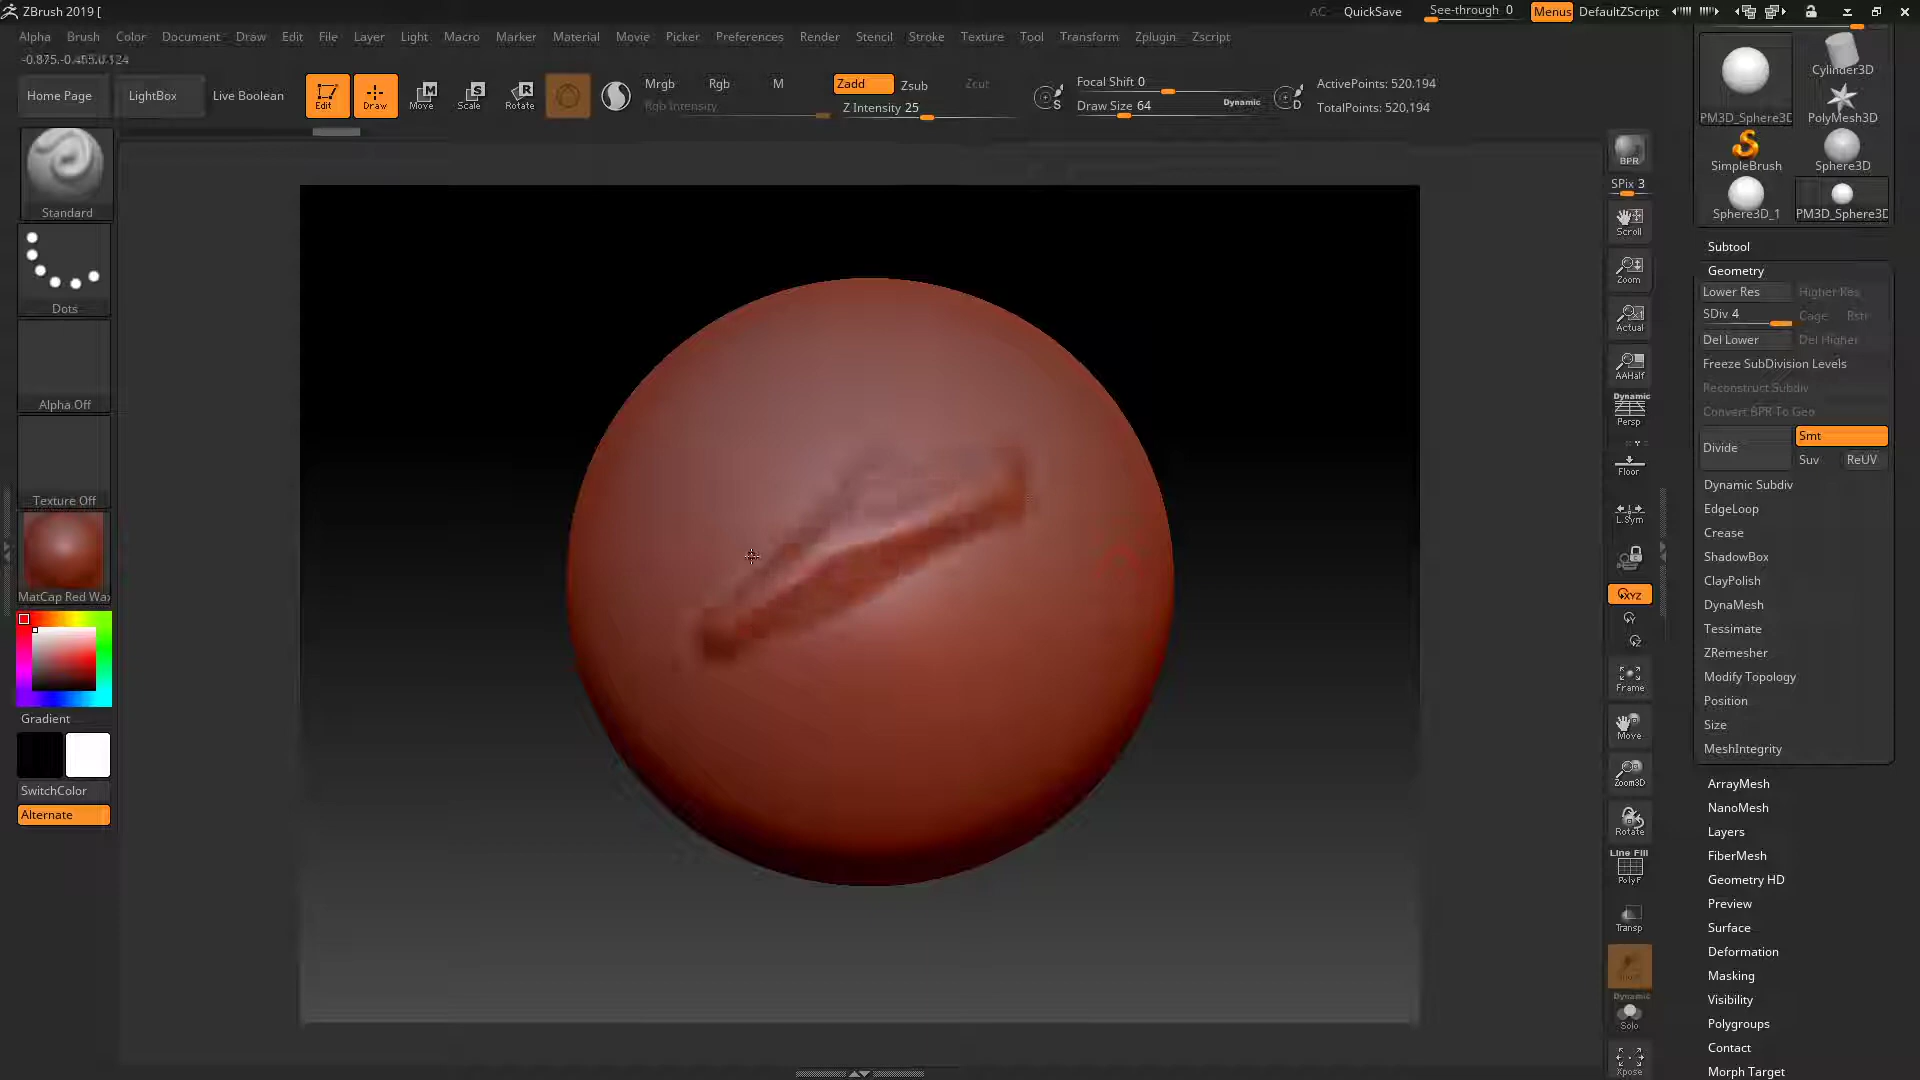 ZBrush 2019 [
AC
QuickSave
See-through 0
Menus
DefaultZScript
Alpha Brush Color Document Draw Edit File Layer Light Macro Marker Material Movie Picker Preferences Render Stencil Stroke Texture Tool Transform Zplugin Zscript
Home Page
LightBox
Live Boolean
Edit
Draw
Move
Scale
Rotate
Mrgb
Rgb
M
Rgb Intensity
Zadd
Zsub
Zcut
Z Intensity 25
S
Focal Shift 0
Draw Size 64
Dynamic
D
ActivePoints: 520,194
TotalPoints: 520,194
Standard
Dots
Alpha Off
Texture Off
MatCap Red Wa
Gradient
SwitchColor
Alternate
BPR
SPix 3
Scroll
Zoom
Actual
AAHalf
Dynamic
Persp
Floor
L.Sym
XYZ
Y
Z
Frame
Move
Zoom3D
Rotate
Line Fill
PolyF
Transp
Dynamic
Solo
Xpose
PM3D_Sphere3D
Cylinder3D
PolyMesh3D
SimpleBrush
Sphere3D
Sphere3D_1
PM3D_Sphere3D
Subtool
Geometry
Lower Res
Higher Res
SDiv 4
Cage
Rstr
Del Lower
Del Higher
Freeze SubDivision Levels
Reconstruct Subdiv
Convert BPR To Geo
Divide
Smt
Suv
ReUV
Dynamic Subdiv
EdgeLoop
Crease
ShadowBox
ClayPolish
DynaMesh
Tessimate
ZRemesher
Modify Topology
Position
Size
MeshIntegrity
ArrayMesh
NanoMesh
Layers
FiberMesh
Geometry HD
Preview
Surface
Deformation
Masking
Visibility
Polygroups
Contact
Morph Target